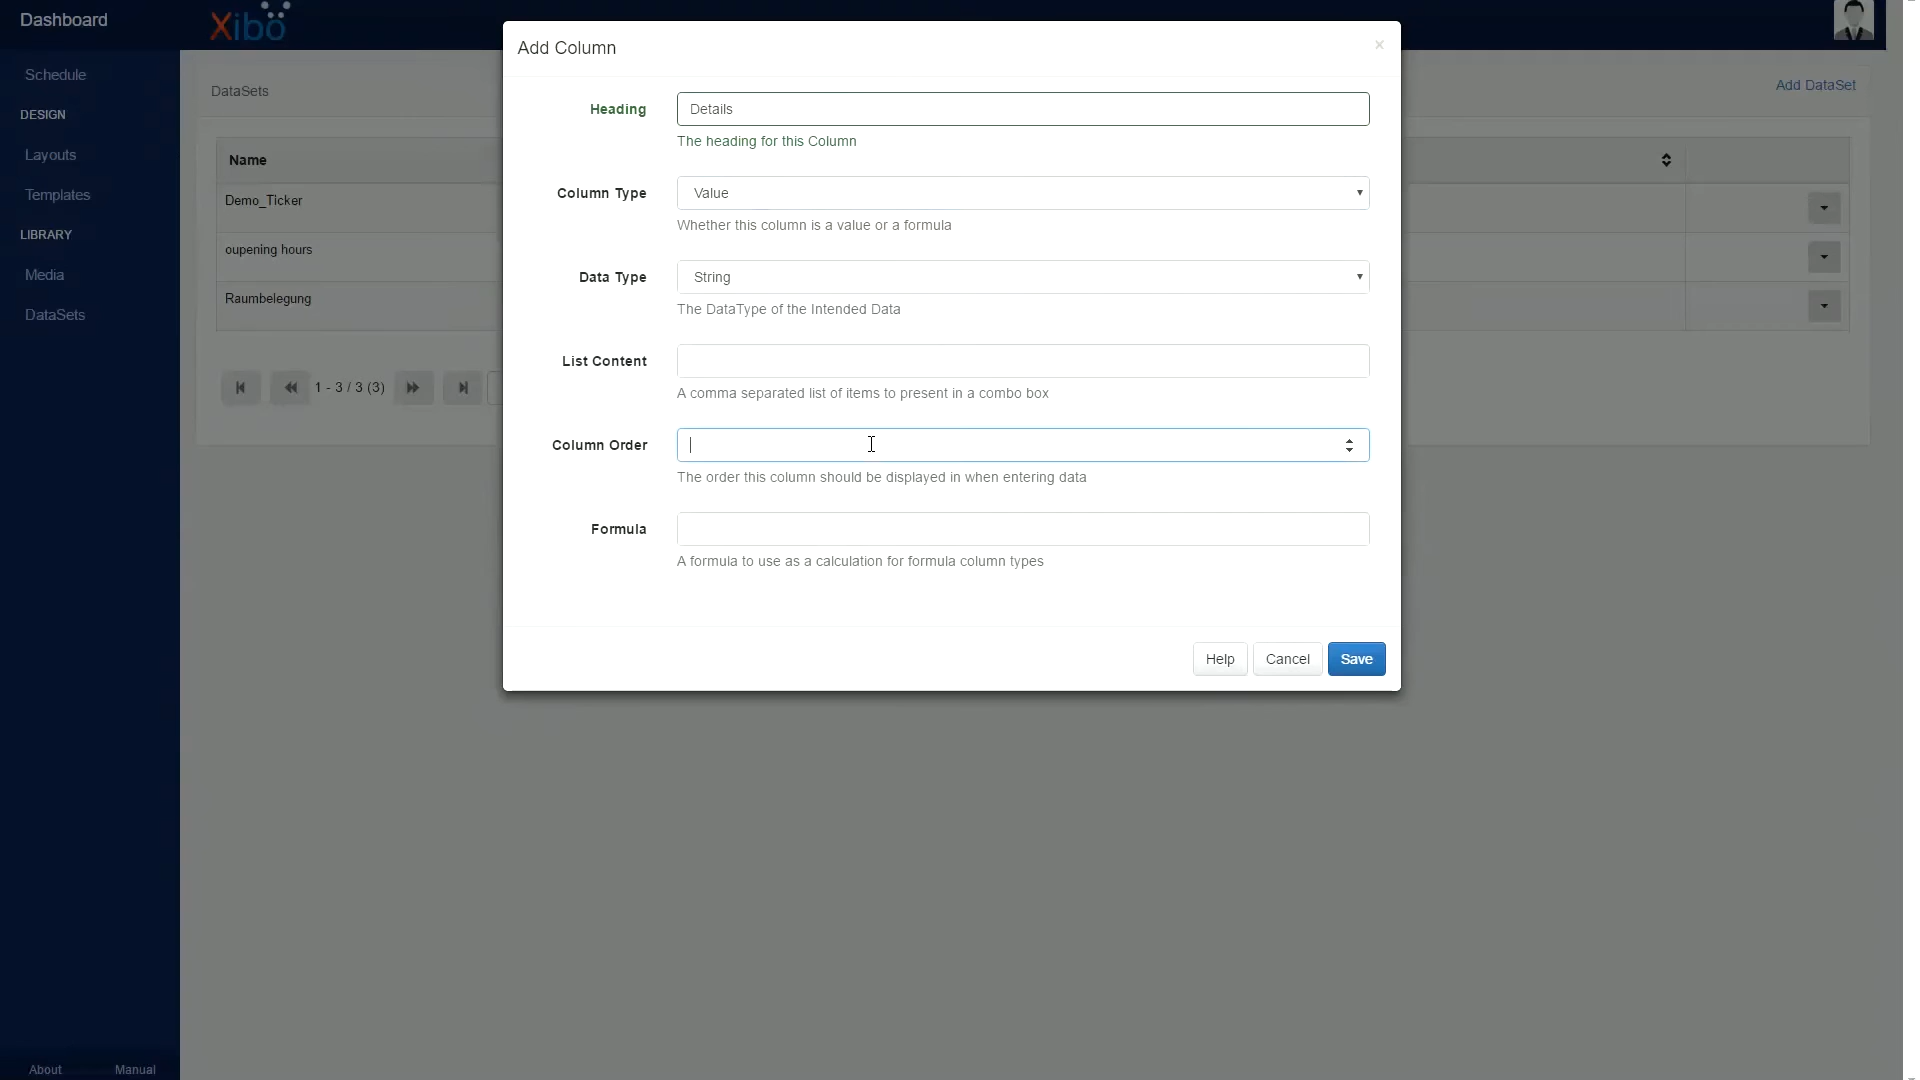 Dashboard
Xibo
Schedule
DESIGN
Layouts
Templates
LIBRARY
Media
DataSets
About
Manual
DataSets
Add DataSet
Name
Demo_Ticker
oupening hours
Raumbelegung
1 - 3 / 3 (3)
Add Column
×
Heading
Details
The heading for this Column
Column Type
Value
Whether this column is a value or a formula
Data Type
String
The DataType of the Intended Data
List Content
A comma separated list of items to present in a combo box
Column Order
The order this column should be displayed in when entering data
Formula
A formula to use as a calculation for formula column types
Help
Cancel
Save